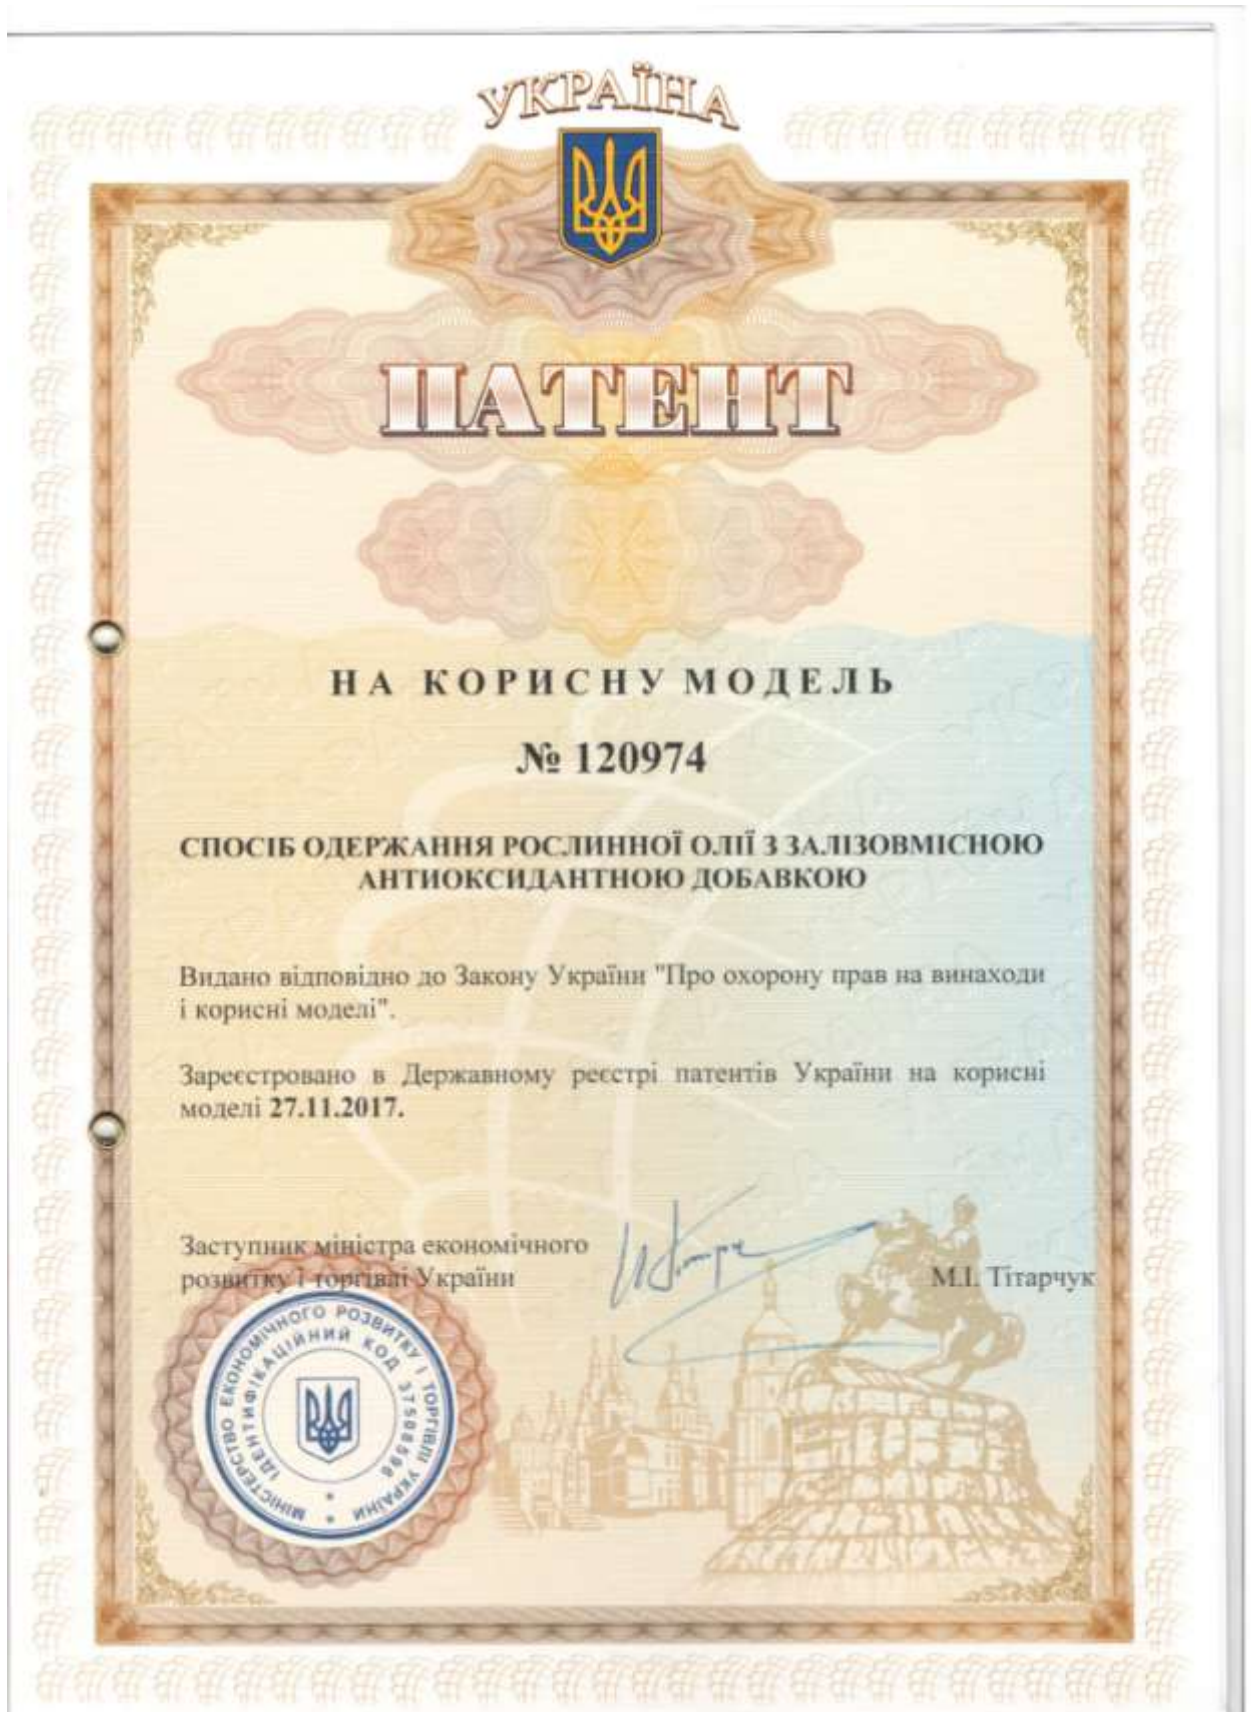 УКРАЇНА
ПАТЕНТ
НА КОРИСНУ МОДЕЛЬ
№ 120974
СПОСІБ ОДЕРЖАННЯ РОСЛИННОЇ ОЛІЇ З ЗАЛІЗОВМІСНОЮ
АНТИОКСИДАНТНОЮ ДОБАВКОЮ
Видано відповідно до Закону України "Про охорону прав на винаходи
і корисні моделі".
Зареєстровано в Державному реєстрі патентів України на корисні
моделі 27.11.2017.
Заступник міністра економічного
розвитку і торгівлі України
М.І. Тітарчук
МІНІСТЕРСТВО ЕКОНОМІЧНОГО РОЗВИТКУ І ТОРГІВЛІ УКРАЇНИ
ІДЕНТИФІКАЦІЙНИЙ КОД 37508596